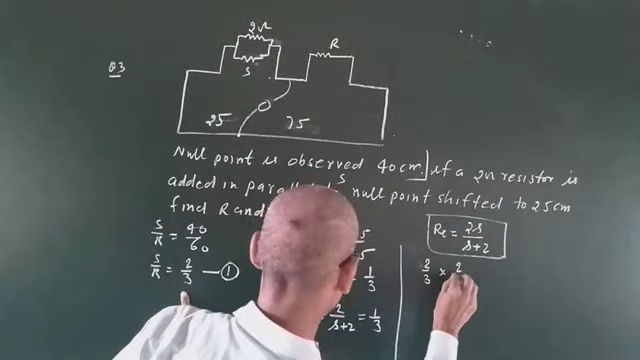 Q3
2Ω
S
R
25
75
Null point is observed 40cm. If a 2Ω resistor is
added in S null point shifted to 25cm
find R and
S/R = 40/60
S/R = 2/3 — ①
1/3
2/S+2 = 1/3
Re = 2S/S+2
2/3 × 2